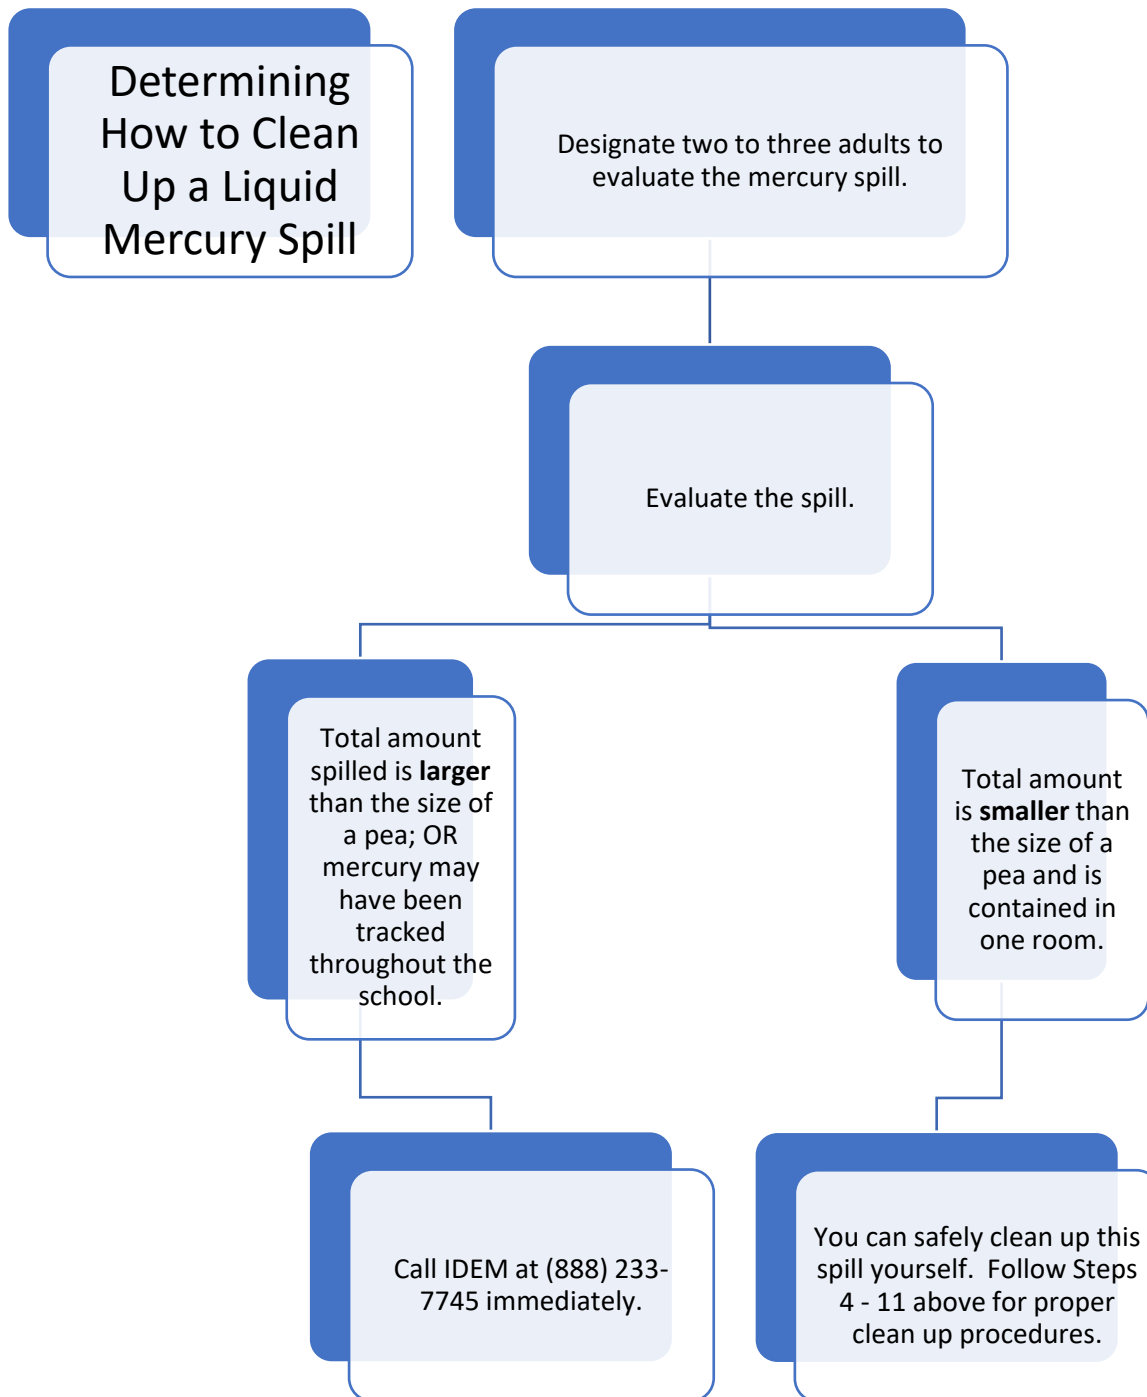 Determining
How to Clean
Up a Liquid
Mercury Spill
Designate two to three adults to
evaluate the mercury spill.
Evaluate the spill.
Total amount
spilled is larger
than the size of
a pea; OR
mercury may
have been
tracked
throughout the
school.
Total amount
is smaller than
the size of a
pea and is
contained in
one room.
Call IDEM at (888) 233-
7745 immediately.
You can safely clean up this
spill yourself.  Follow Steps
4 - 11 above for proper
clean up procedures.